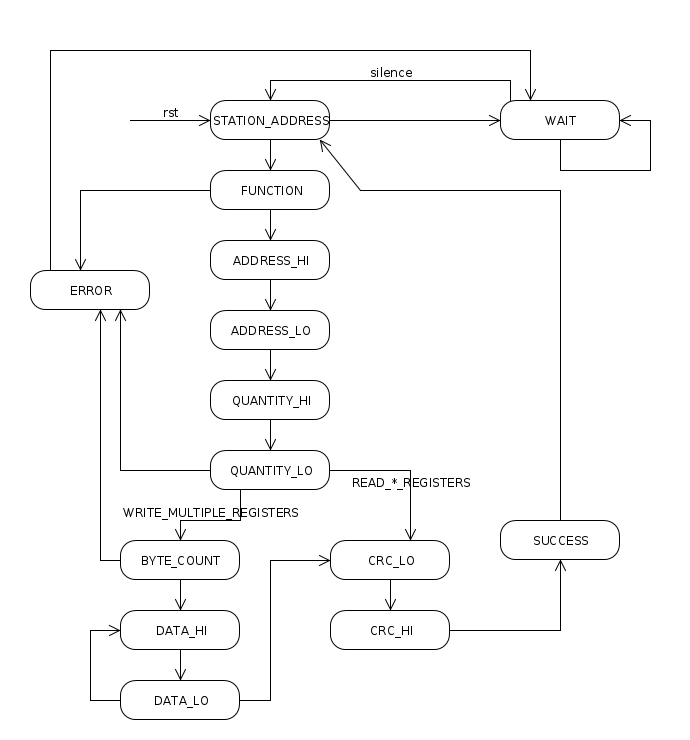 silence
rst
STATION_ADDRESS
WAIT
FUNCTION
ADDRESS_HI
ERROR
ADDRESS_LO
QUANTITY_HI
QUANTITY_LO
READ_*_REGISTERS
WRITE_MULTIPLE_REGISTERS
SUCCESS
BYTE_COUNT
CRC_LO
DATA_HI
CRC_HI
DATA_LO